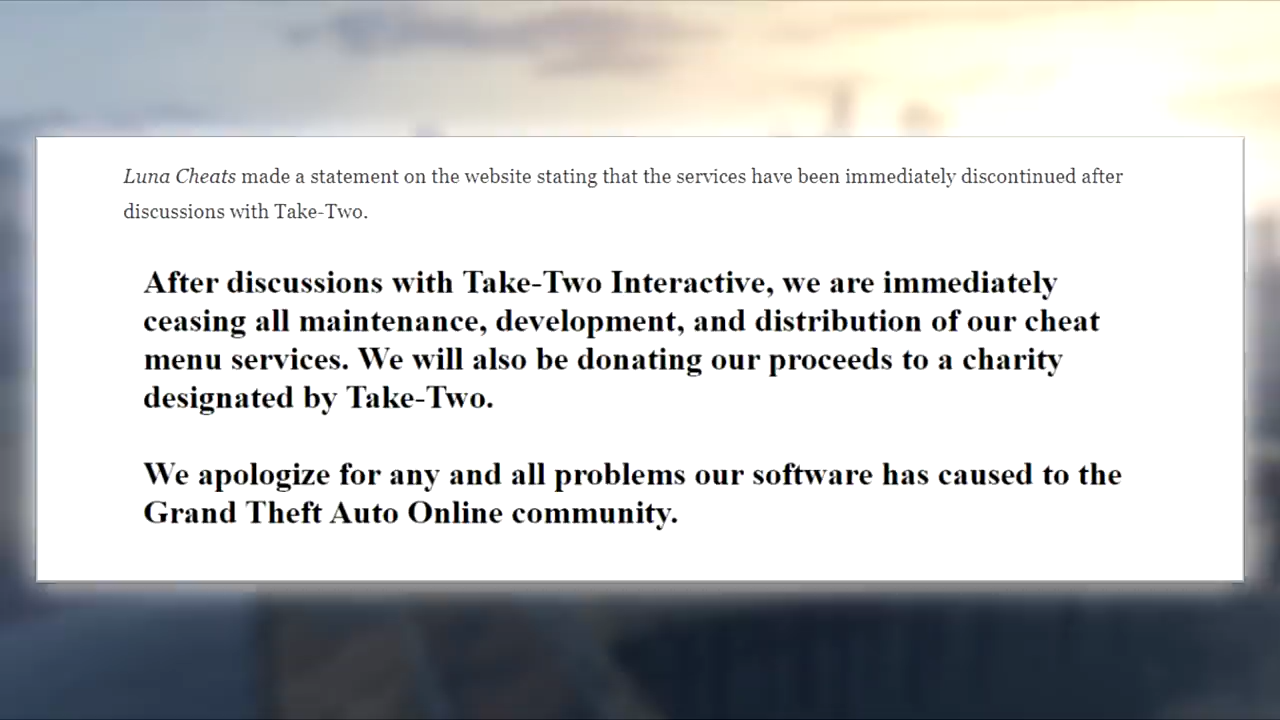 Luna Cheats made a statement on the website stating that the services have been immediately discontinued after
discussions with Take-Two.
After discussions with Take-Two Interactive, we are immediately
ceasing all maintenance, development, and distribution of our cheat
menu services. We will also be donating our proceeds to a charity
designated by Take-Two.
We apologize for any and all problems our software has caused to the
Grand Theft Auto Online community.